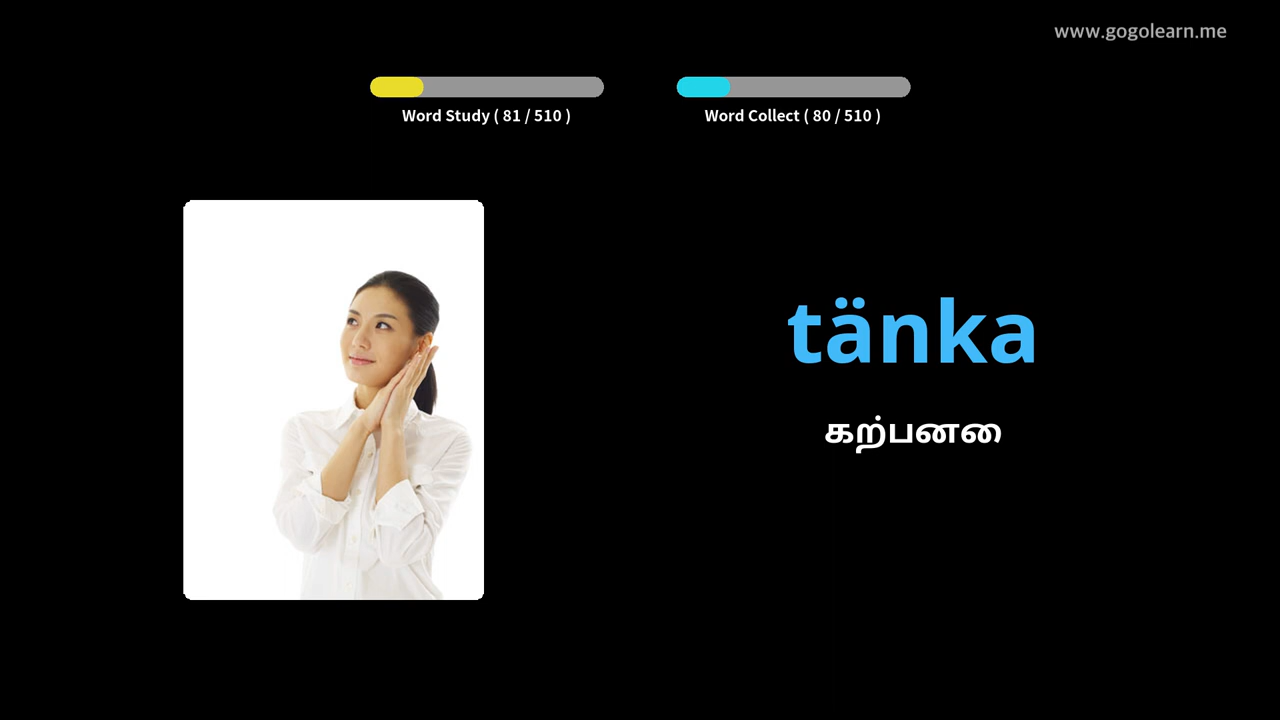 www.gogolearn.me
Word Study ( 81 / 510 )
Word Collect ( 80 / 510 )
tänka
கற்பனை